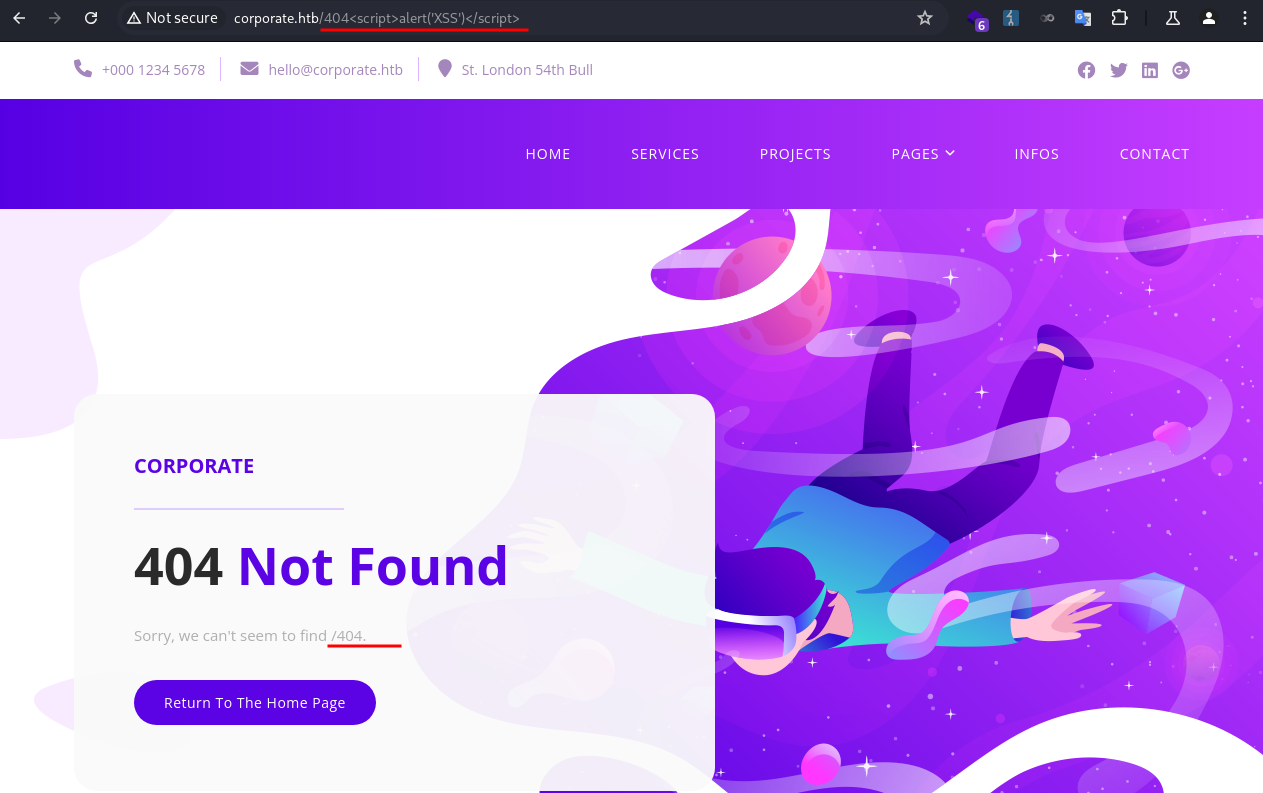 Not secure corporate.htb/404<script>alert('XSS')</script>
6
+000 1234 5678 hello@corporate.htb St. London 54th Bull
HOME SERVICES PROJECTS PAGES INFOS CONTACT
CORPORATE
404 Not Found
Sorry, we can't seem to find /404.
Return To The Home Page